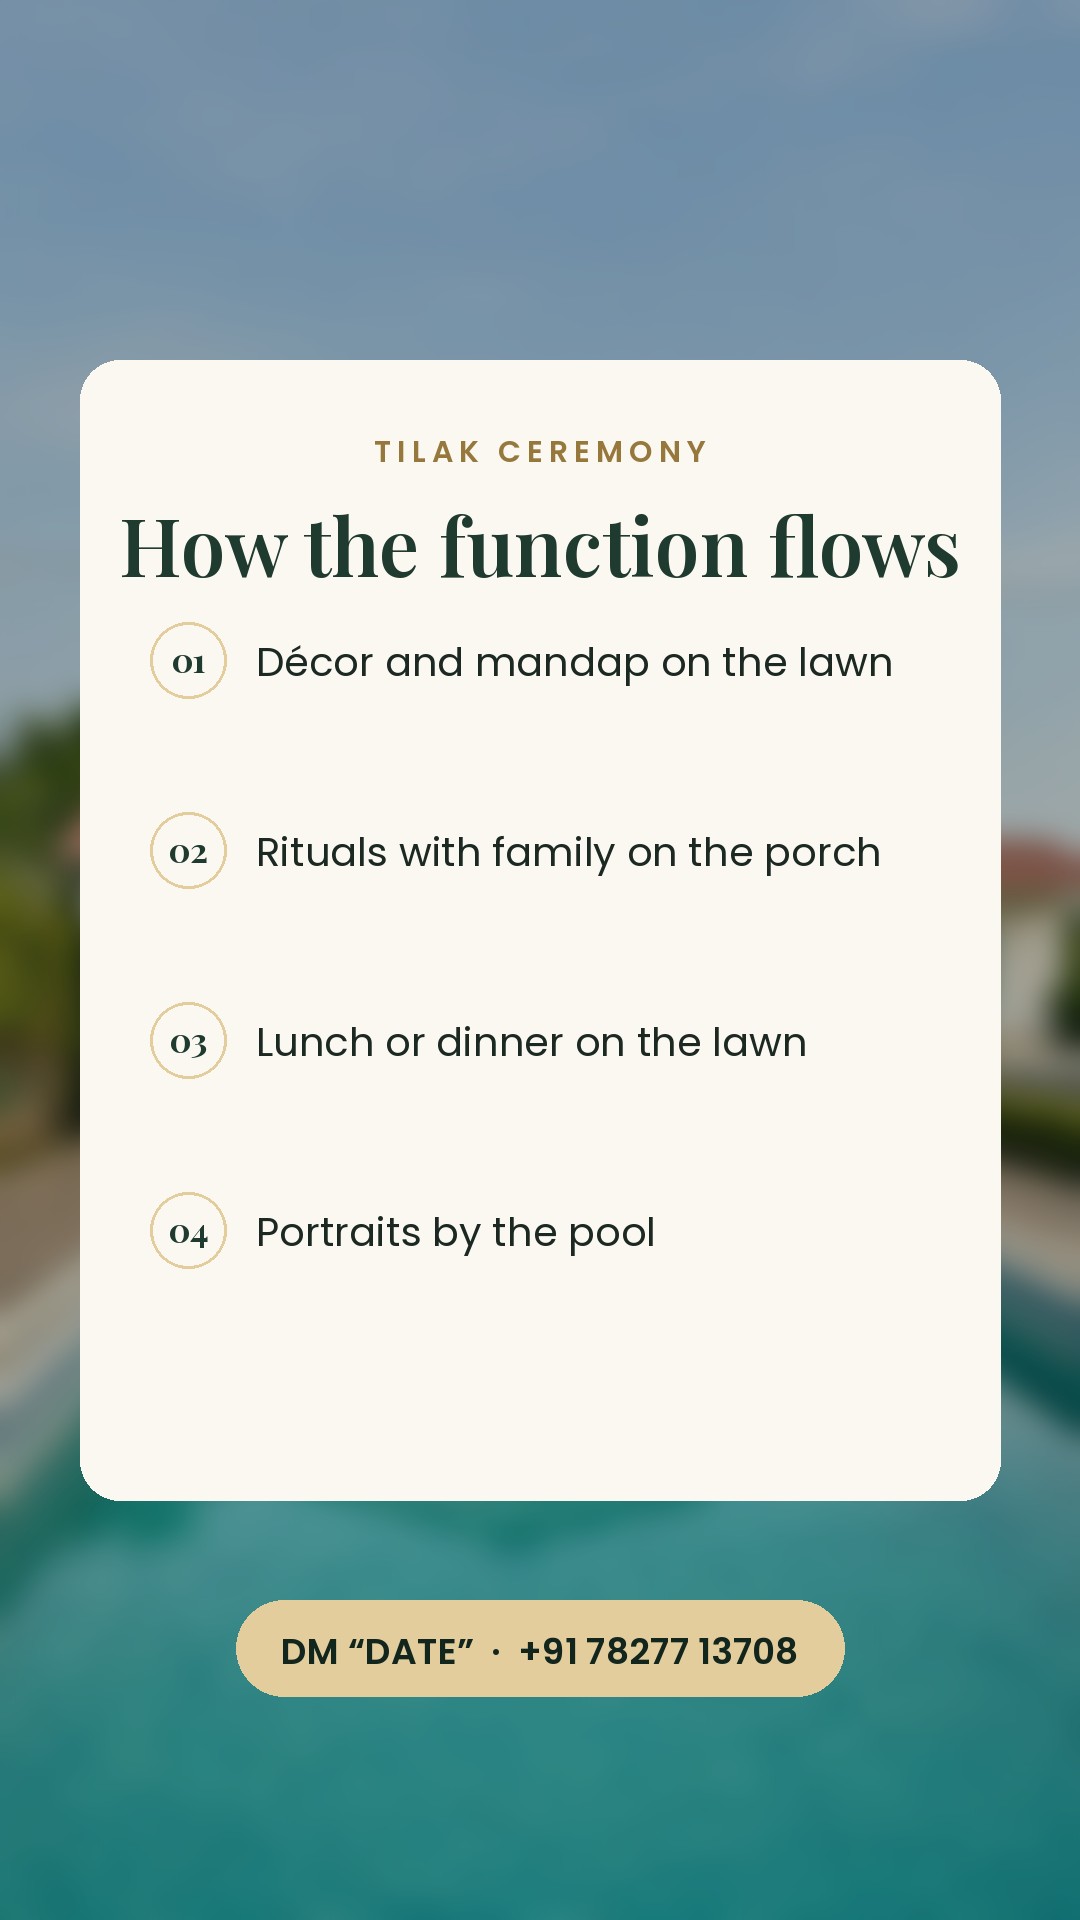 TILAK CEREMONY
How the function flows
01 Décor and mandap on the lawn
02 Rituals with family on the porch
03 Lunch or dinner on the lawn
04 Portraits by the pool
DM “DATE” · +91 78277 13708